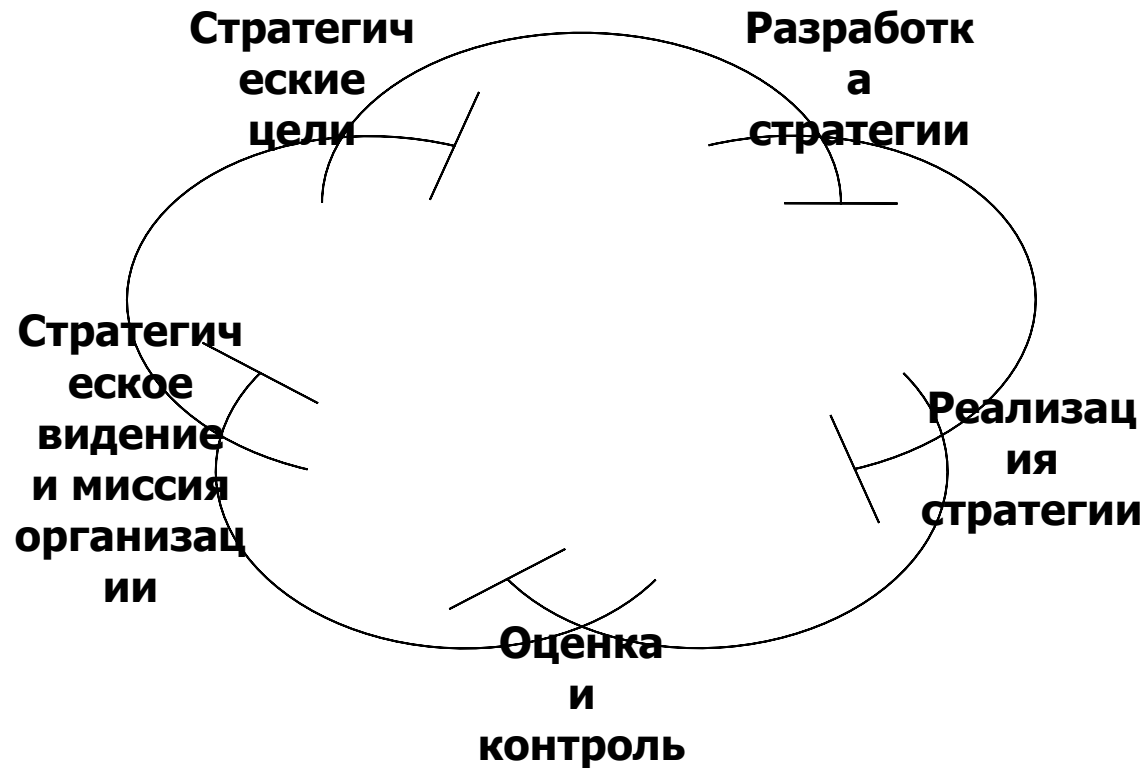 Стратегич
еские
цели
Разработк
а
стратегии
Стратегич
еское
видение
и миссия
организац
ии
Реализац
ия
стратегии
Оценка
и
контроль